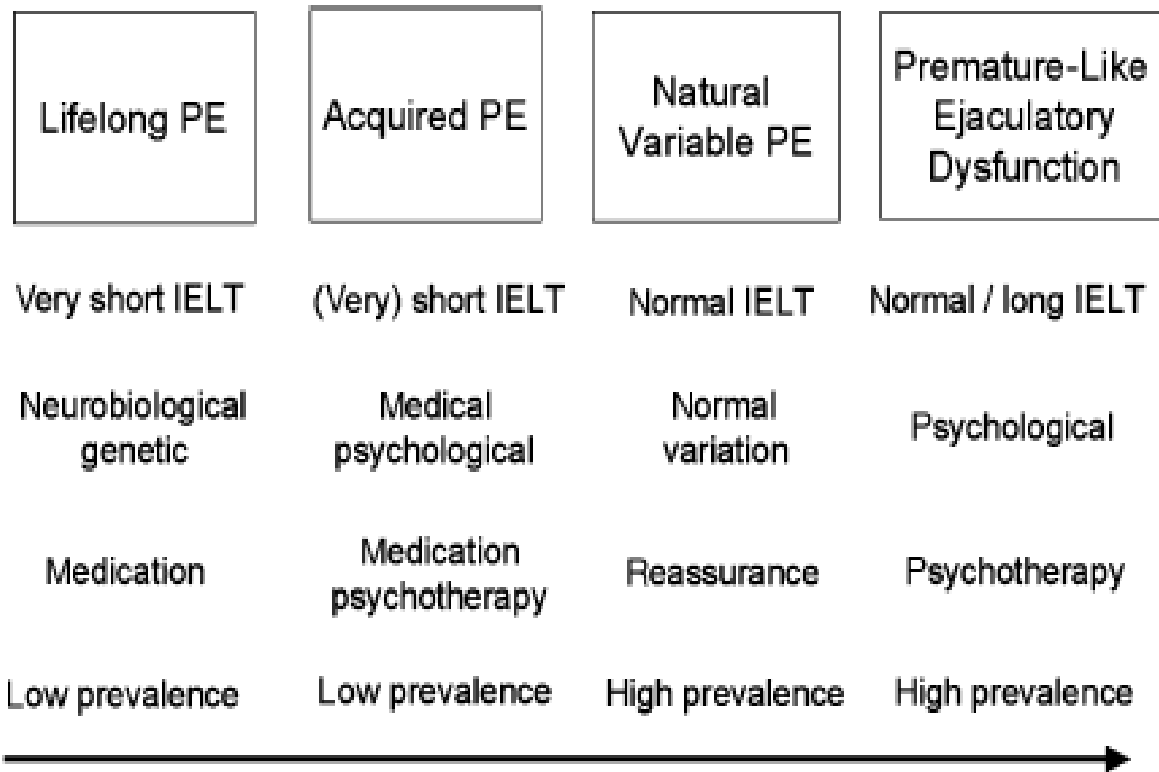 Lifelong PE
Acquired PE
Natural
Variable PE
Premature-Like
Ejaculatory
Dysfunction
Very short IELT
(Very) short IELT
Normal IELT
Normal / long IELT
Neurobiological
genetic
Medical
psychological
Normal
variation
Psychological
Medication
Medication
psychotherapy
Reassurance
Psychotherapy
Low prevalence
Low prevalence
High prevalence
High prevalence